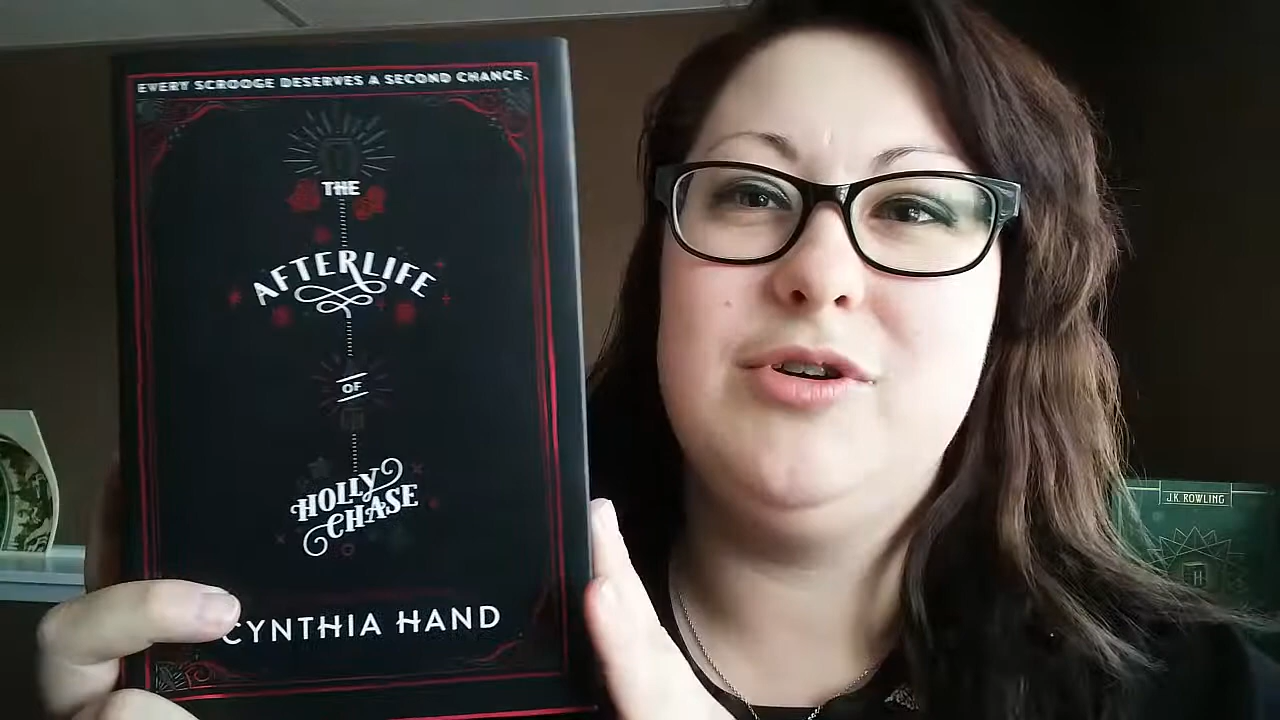 EVERY SCROOGE DESERVES A SECOND CHANCE.
THE
AFTERLIFE
OF
HOLLY
CHASE
CYNTHIA HAND
J.K. ROWLING